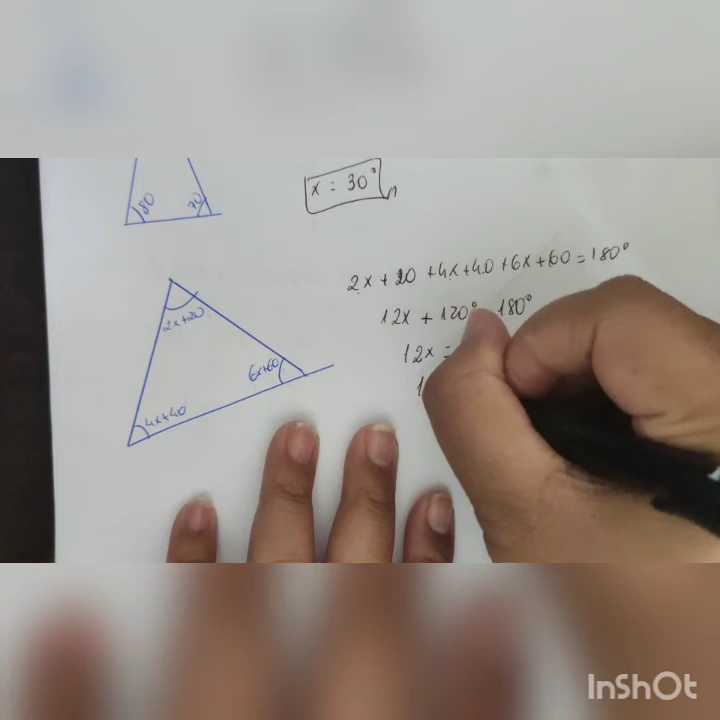 x = 30°
80
70
2x + 20 + 4x + 40 + 6x + 60 = 180°
12x + 120° 180°
12x =
2x+20
6x+60
4x+40
InShOt